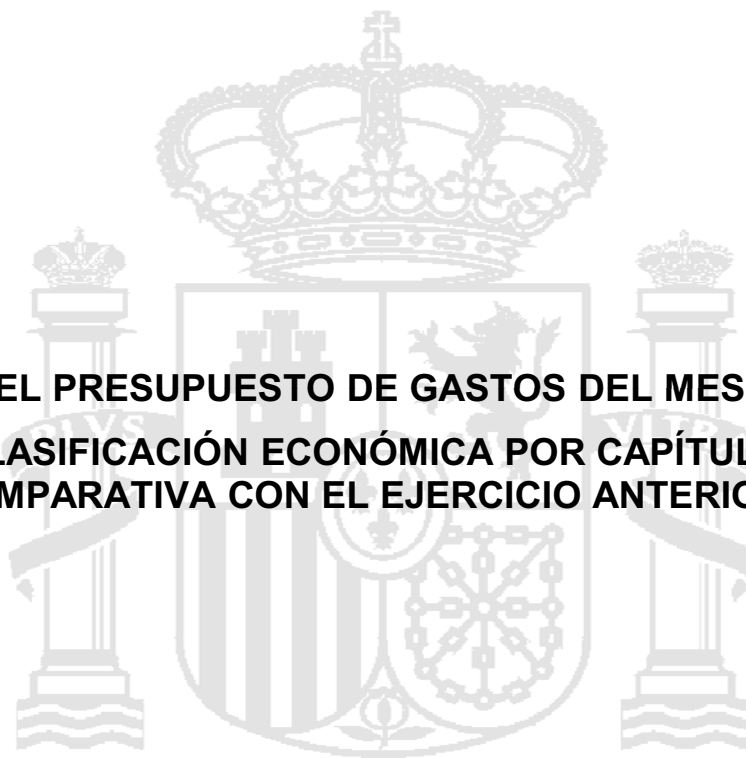 EL PRESUPUESTO DE GASTOS DEL MES
LASIFICACIÓN ECONÓMICA POR CAPÍTUL
MPARATIVA CON EL EJERCICIO ANTERIO